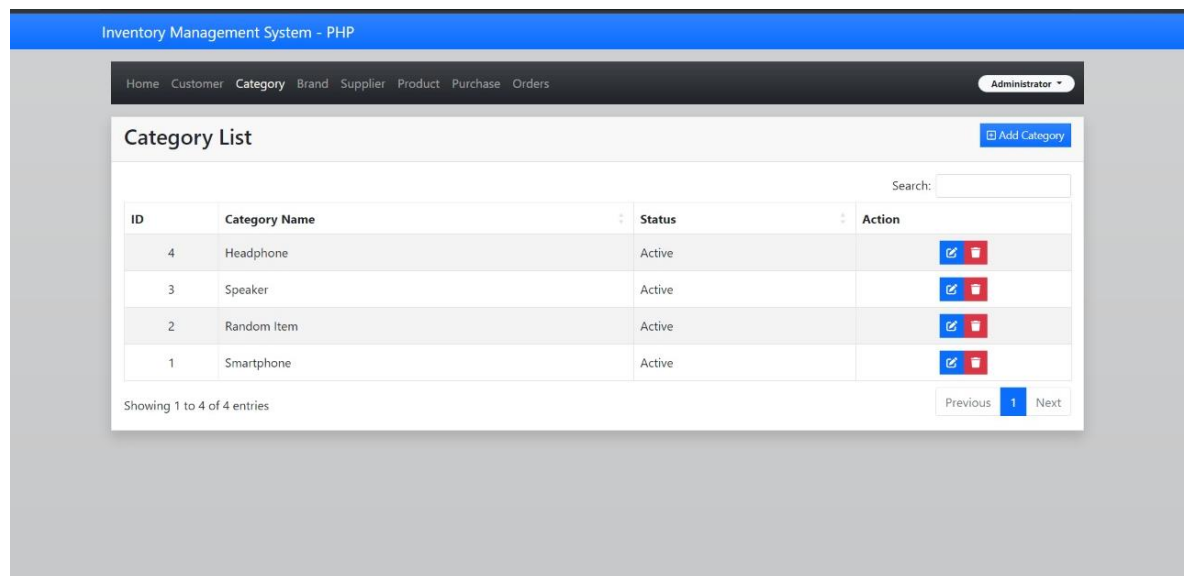 Inventory Management System - PHP
Home Customer Category Brand Supplier Product Purchase Orders Administrator
Category List Add Category
Search:
ID Category Name Status Action
4 Headphone Active
3 Speaker Active
2 Random Item Active
1 Smartphone Active
Showing 1 to 4 of 4 entries Previous 1 Next